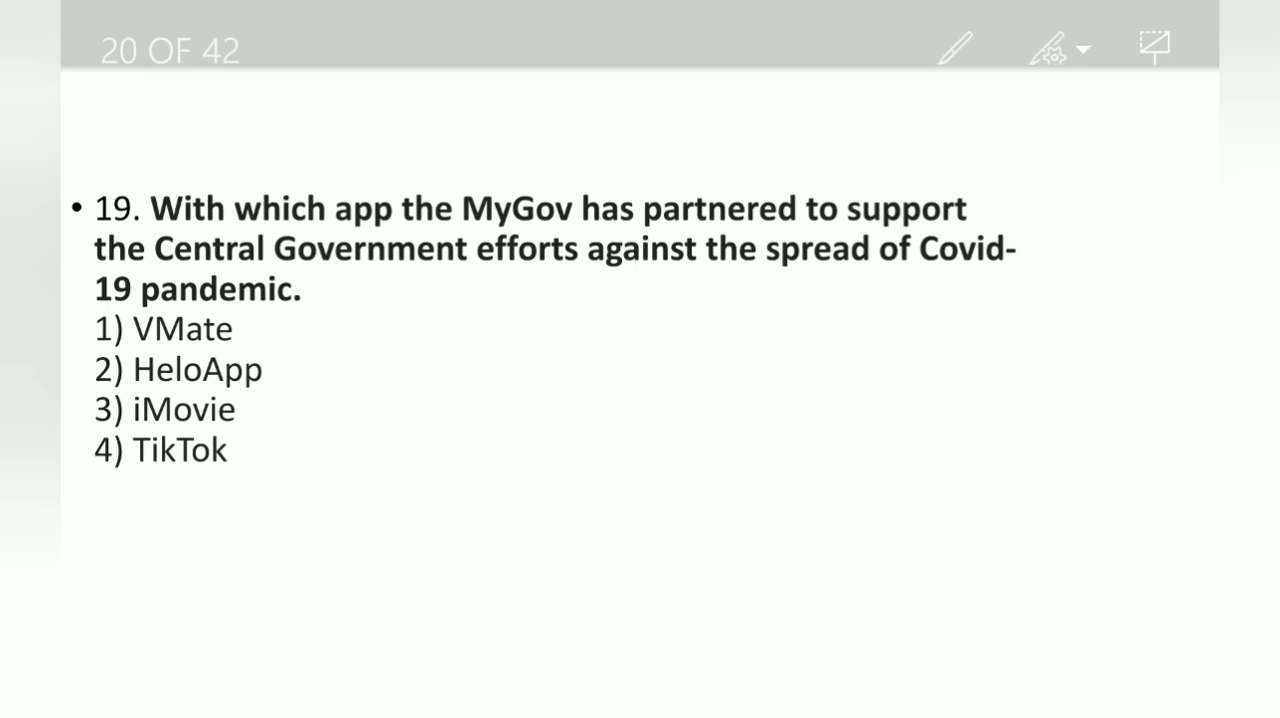 20 OF 42
• 19. With which app the MyGov has partnered to support
the Central Government efforts against the spread of Covid-
19 pandemic.
1) VMate
2) HeloApp
3) iMovie
4) TikTok